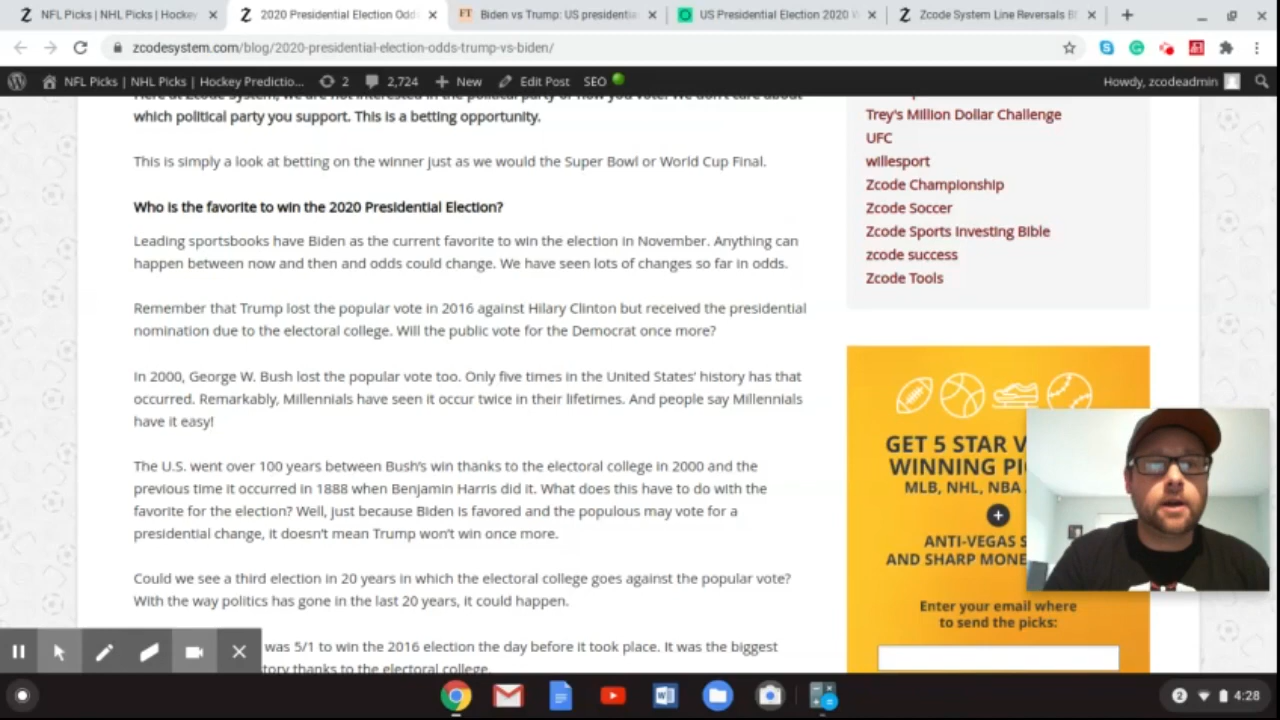 NFL Picks | NHL Picks | Hockey
2020 Presidential Election Odd
Biden vs Trump: US presidentia
US Presidential Election 2020
Zcode System Line Reversals
zcodesystem.com/blog/2020-presidential-election-odds-trump-vs-biden/
NFL Picks | NHL Picks | Hockey Predictio... 2 2,724 New Edit Post SEO Howdy, zcodeadmin
which political party you support. This is a betting opportunity.
This is simply a look at betting on the winner just as we would the Super Bowl or World Cup Final.
Who is the favorite to win the 2020 Presidential Election?
Leading sportsbooks have Biden as the current favorite to win the election in November. Anything can
happen between now and then and odds could change. We have seen lots of changes so far in odds.
Remember that Trump lost the popular vote in 2016 against Hilary Clinton but received the presidential
nomination due to the electoral college. Will the public vote for the Democrat once more?
In 2000, George W. Bush lost the popular vote too. Only five times in the United States' history has that
occurred. Remarkably, Millennials have seen it occur twice in their lifetimes. And people say Millennials
have it easy!
The U.S. went over 100 years between Bush's win thanks to the electoral college in 2000 and the
previous time it occurred in 1888 when Benjamin Harris did it. What does this have to do with the
favorite for the election? Well, just because Biden is favored and the populous may vote for a
presidential change, it doesn't mean Trump won't win once more.
Could we see a third election in 20 years in which the electoral college goes against the popular vote?
With the way politics has gone in the last 20 years, it could happen.
was 5/1 to win the 2016 election the day before it took place. It was the biggest
tory thanks to the electoral college.
Trey's Million Dollar Challenge
UFC
willesport
Zcode Championship
Zcode Soccer
Zcode Sports Investing Bible
zcode success
Zcode Tools
GET 5 STAR
WINNING
MLB, NHL, NBA
ANTI-VEGAS
AND SHARP MONE
Enter your email where
to send the picks:
2 4:28